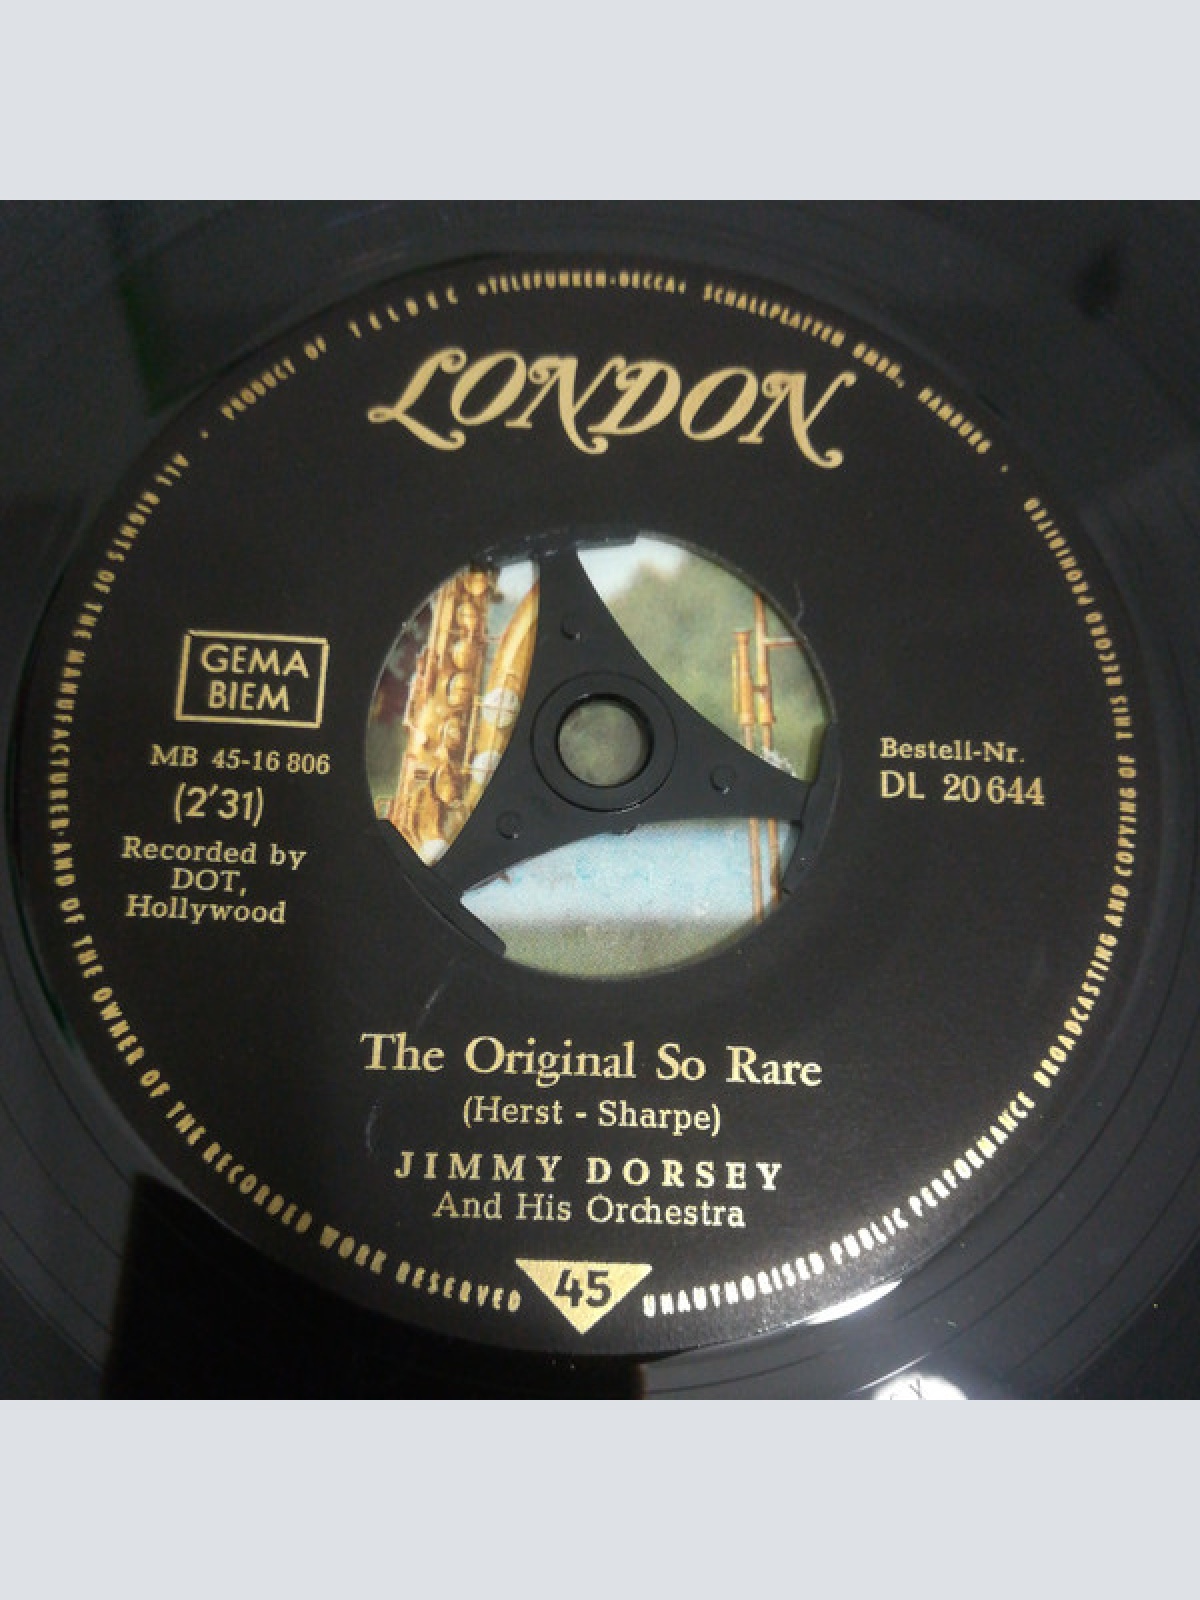 PRODUCT OF TELDEC »TELEFUNKEN·DECCA« SCHALLPLATTEN GMBH., HAMBURG ·
LONDON
GEMA
BIEM
MB 45-16 806
(2'31)
Recorded by
DOT,
Hollywood
Bestell-Nr.
DL 20 644
The Original So Rare
(Herst - Sharpe)
JIMMY DORSEY
And His Orchestra
45
ALL RIGHTS OF THE MANUFACTURER·AND OF THE OWNER OF THE RECORDED WORK RESERVED
UNAUTHORISED PUBLIC PERFORMANCE BROADCASTING AND COPYING OF THIS RECORD PROHIBITED